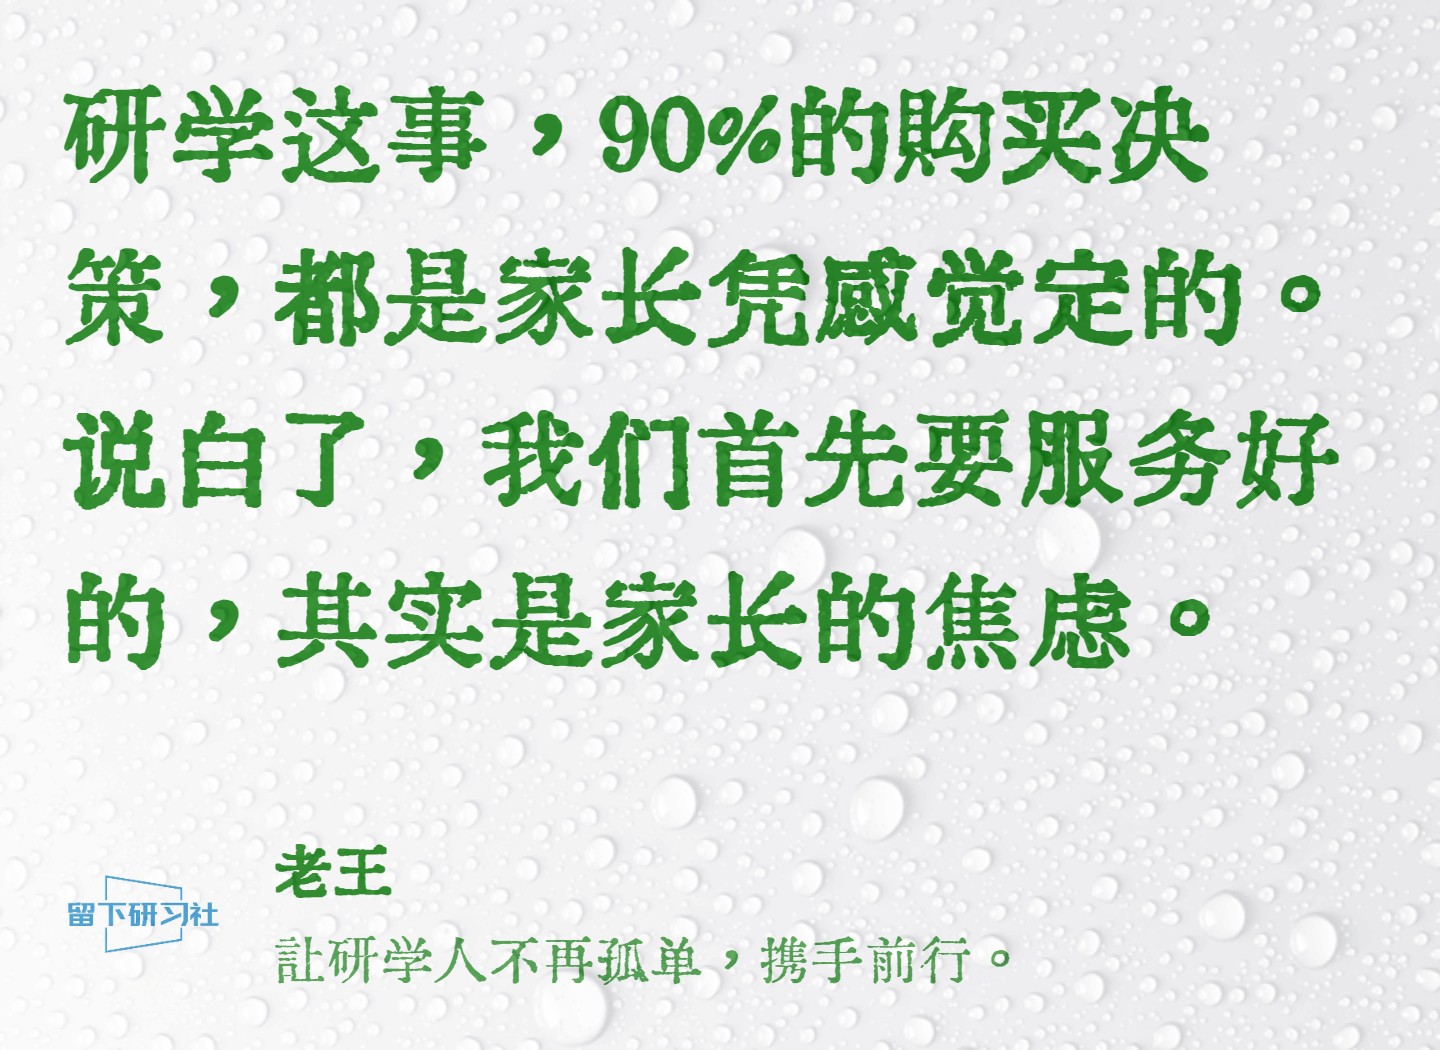 研学这事，90%的购买决
策，都是家长凭感觉定的。
说白了，我们首先要服务好
的，其实是家长的焦虑。
老王
留下研习社
让研学人不再孤单，携手前行。